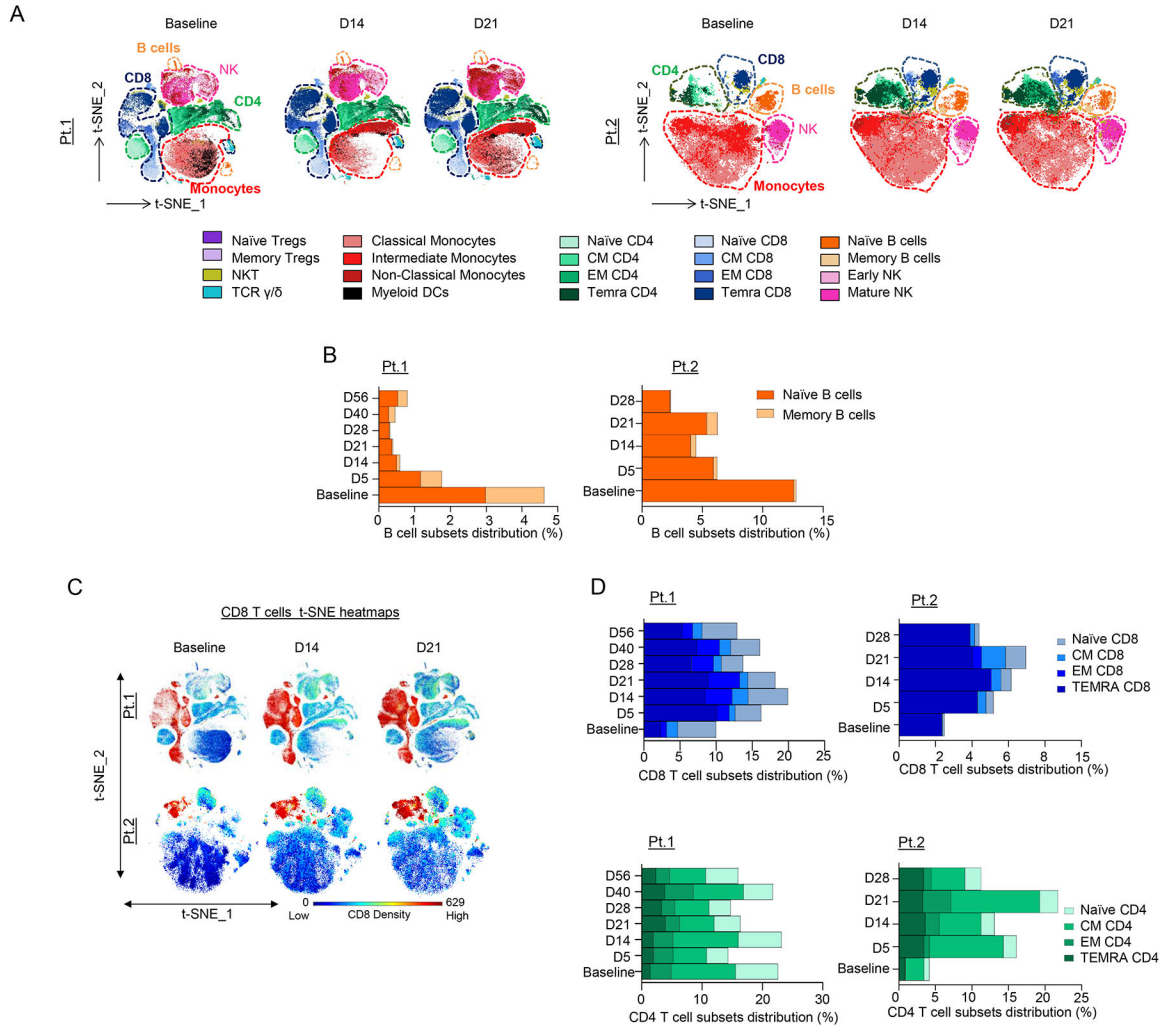 A
Baseline
D14
D21
Baseline
D14
D21
B cells
CD8
NK
CD4
Monocytes
Pt.1
t-SNE_2
t-SNE_1
CD4
CD8
B cells
NK
Monocytes
Pt.2
t-SNE_2
t-SNE_1
Naïve Tregs
Memory Tregs
NKT
TCR γ/δ
Classical Monocytes
Intermediate Monocytes
Non-Classical Monocytes
Myeloid DCs
Naïve CD4
CM CD4
EM CD4
Temra CD4
Naïve CD8
CM CD8
EM CD8
Temra CD8
Naïve B cells
Memory B cells
Early NK
Mature NK
B
Pt.1
D56
D40
D28
D21
D14
D5
Baseline
0 1 2 3 4 5
B cell subsets distribution (%)
Pt.2
D28
D21
D14
D5
Baseline
0 5 10 15
B cell subsets distribution (%)
Naïve B cells
Memory B cells
C
CD8 T cells t-SNE heatmaps
Baseline
D14
D21
Pt.1
Pt.2
t-SNE_2
t-SNE_1
0 629
Low CD8 Density High
D
Pt.1
D56
D40
D28
D21
D14
D5
Baseline
0 5 10 15 20 25
CD8 T cell subsets distribution (%)
Pt.2
D28
D21
D14
D5
Baseline
0 2 4 6 8 15
CD8 T cell subsets distribution (%)
Naïve CD8
CM CD8
EM CD8
TEMRA CD8
Pt.1
D56
D40
D28
D21
D14
D5
Baseline
0 10 20 30
CD4 T cell subsets distribution (%)
Pt.2
D28
D21
D14
D5
Baseline
0 5 10 15 20 25
CD4 T cell subsets distribution (%)
Naïve CD4
CM CD4
EM CD4
TEMRA CD4